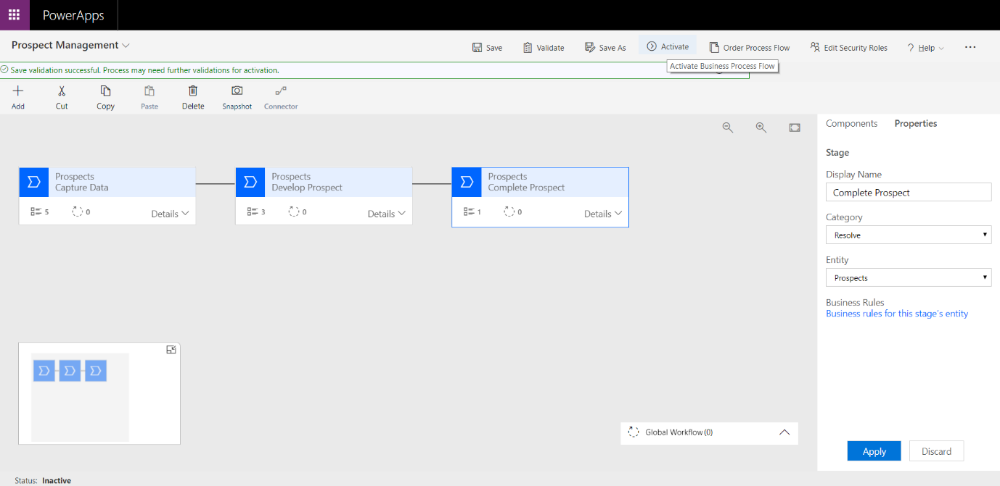 PowerApps
Prospect Management
Save
Validate
Save As
Activate
Order Process Flow
Edit Security Roles
? Help
...
Save validation successful. Process may need further validations for activation.
Activate Business Process Flow
Add
Cut
Copy
Paste
Delete
Snapshot
Connector
Components
Properties
Prospects
Capture Data
5
0
Details
Prospects
Develop Prospect
3
0
Details
Prospects
Complete Prospect
1
0
Details
Stage
Display Name
Complete Prospect
Category
Resolve
Entity
Prospects
Business Rules
Business rules for this stage's entity
Global Workflow (0)
Apply
Discard
Status: Inactive